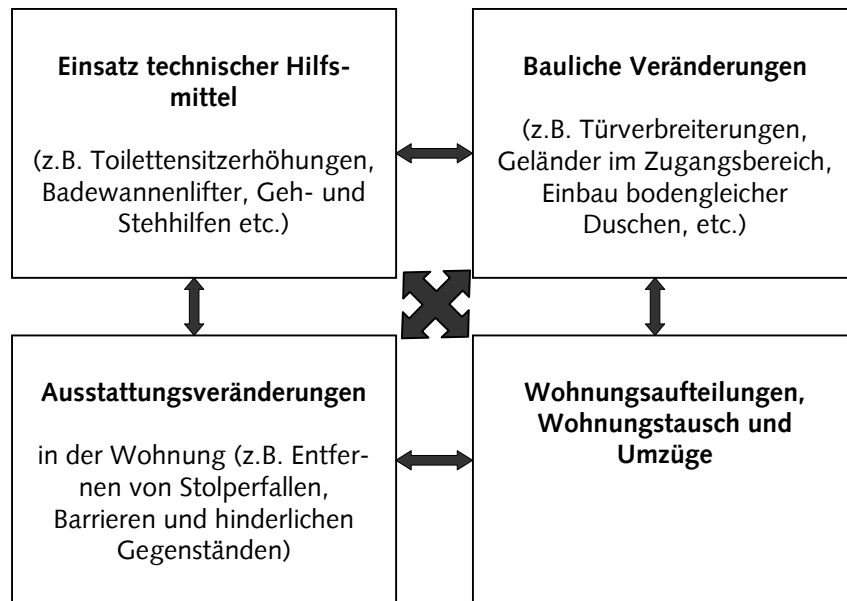 Einsatz technischer Hilfs-
mittel
(z.B. Toilettensitzerhöhungen,
Badewannenlifter, Geh- und
Stehhilfen etc.)
Bauliche Veränderungen
(z.B. Türverbreiterungen,
Geländer im Zugangsbereich,
Einbau bodengleicher
Duschen, etc.)
Ausstattungsveränderungen
in der Wohnung (z.B. Entfer-
nen von Stolperfallen,
Barrieren und hinderlichen
Gegenständen)
Wohnungsaufteilungen,
Wohnungstausch und
Umzüge